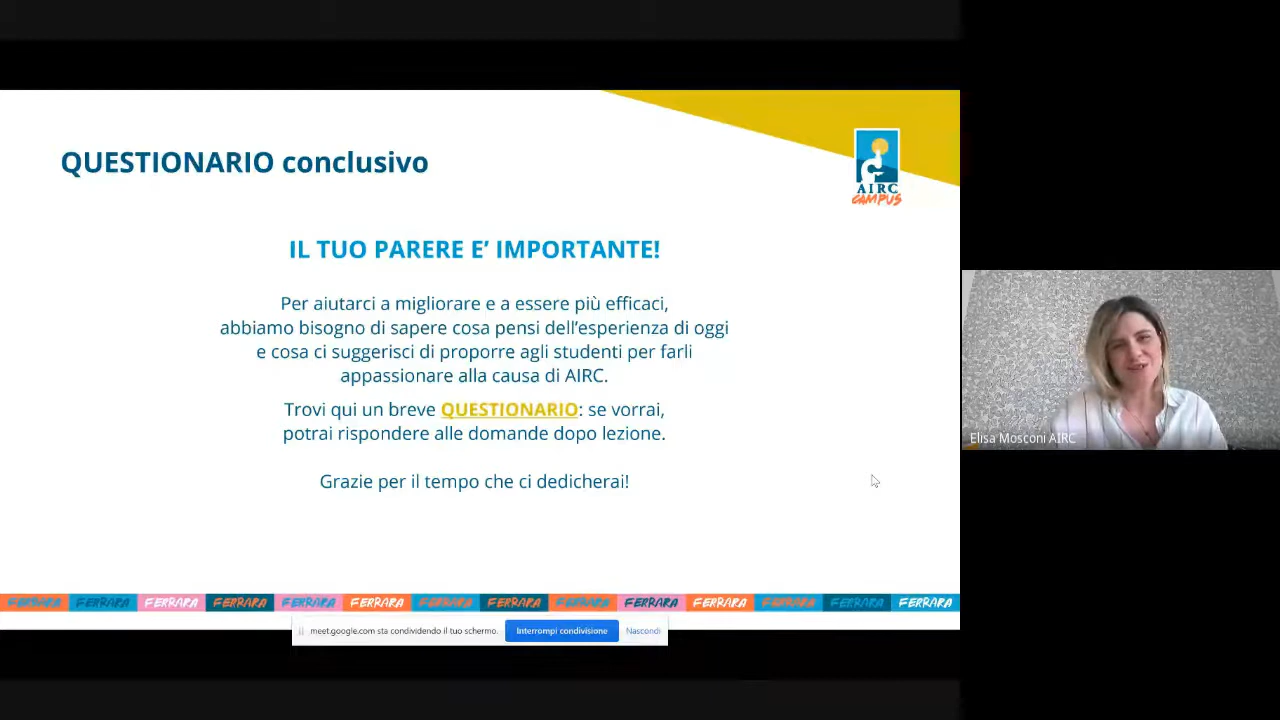 QUESTIONARIO conclusivo
AIRC
CAMPUS
IL TUO PARERE E’ IMPORTANTE!
Per aiutarci a migliorare e a essere più efficaci,
abbiamo bisogno di sapere cosa pensi dell’esperienza di oggi
e cosa ci suggerisci di proporre agli studenti per farli
appassionare alla causa di AIRC.
Trovi qui un breve QUESTIONARIO: se vorrai,
potrai rispondere alle domande dopo lezione.
Grazie per il tempo che ci dedicherai!
Elisa Mosconi AIRC
FERRARA FERRARA FERRARA FERRARA FERRARA FERRARA FERRARA FERRARA FERRARA FERRARA FERRARA FERRARA FERRARA FERRARA
meet.google.com sta condividendo il tuo schermo. Interrompi condivisione Nascondi